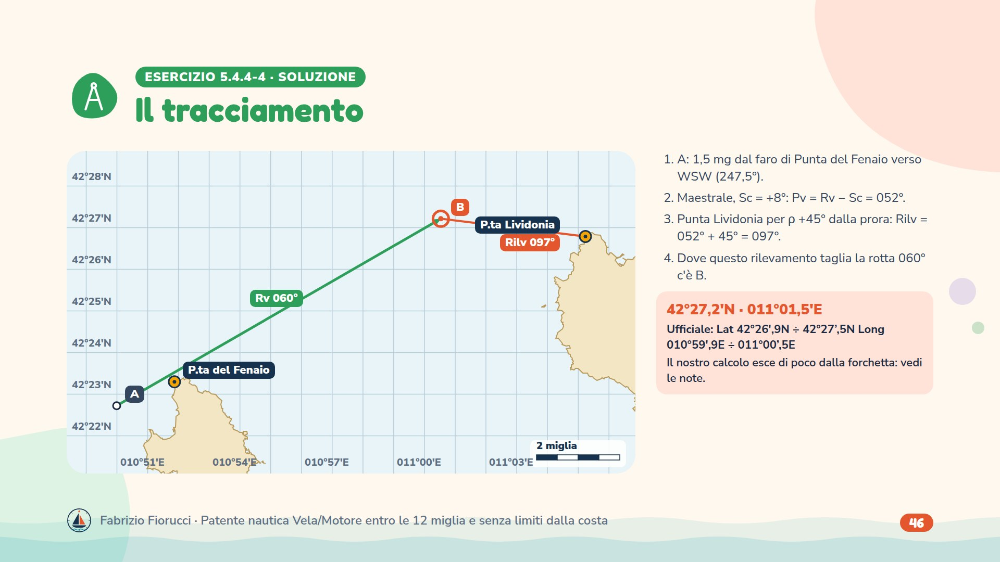 ESERCIZIO 5.4.4-4 · SOLUZIONE
Il tracciamento
42°28'N
42°27'N
42°26'N
42°25'N
42°24'N
42°23'N
42°22'N
010°51'E
010°54'E
010°57'E
011°00'E
011°03'E
B
P.ta Lividonia
Rilv 097°
Rv 060°
P.ta del Fenaio
A
2 miglia
1. A: 1,5 mg dal faro di Punta del Fenaio verso
WSW (247,5°).
2. Maestrale, Sc = +8°: Pv = Rv − Sc = 052°.
3. Punta Lividonia per ρ +45° dalla prora: Rilv =
052° + 45° = 097°.
4. Dove questo rilevamento taglia la rotta 060°
c'è B.
42°27,2'N · 011°01,5'E
Ufficiale: Lat 42°26',9N ÷ 42°27’,5N Long
010°59',9E ÷ 011°00’,5E
Il nostro calcolo esce di poco dalla forchetta: vedi
le note.
Fabrizio Fiorucci · Patente nautica Vela/Motore entro le 12 miglia e senza limiti dalla costa
46